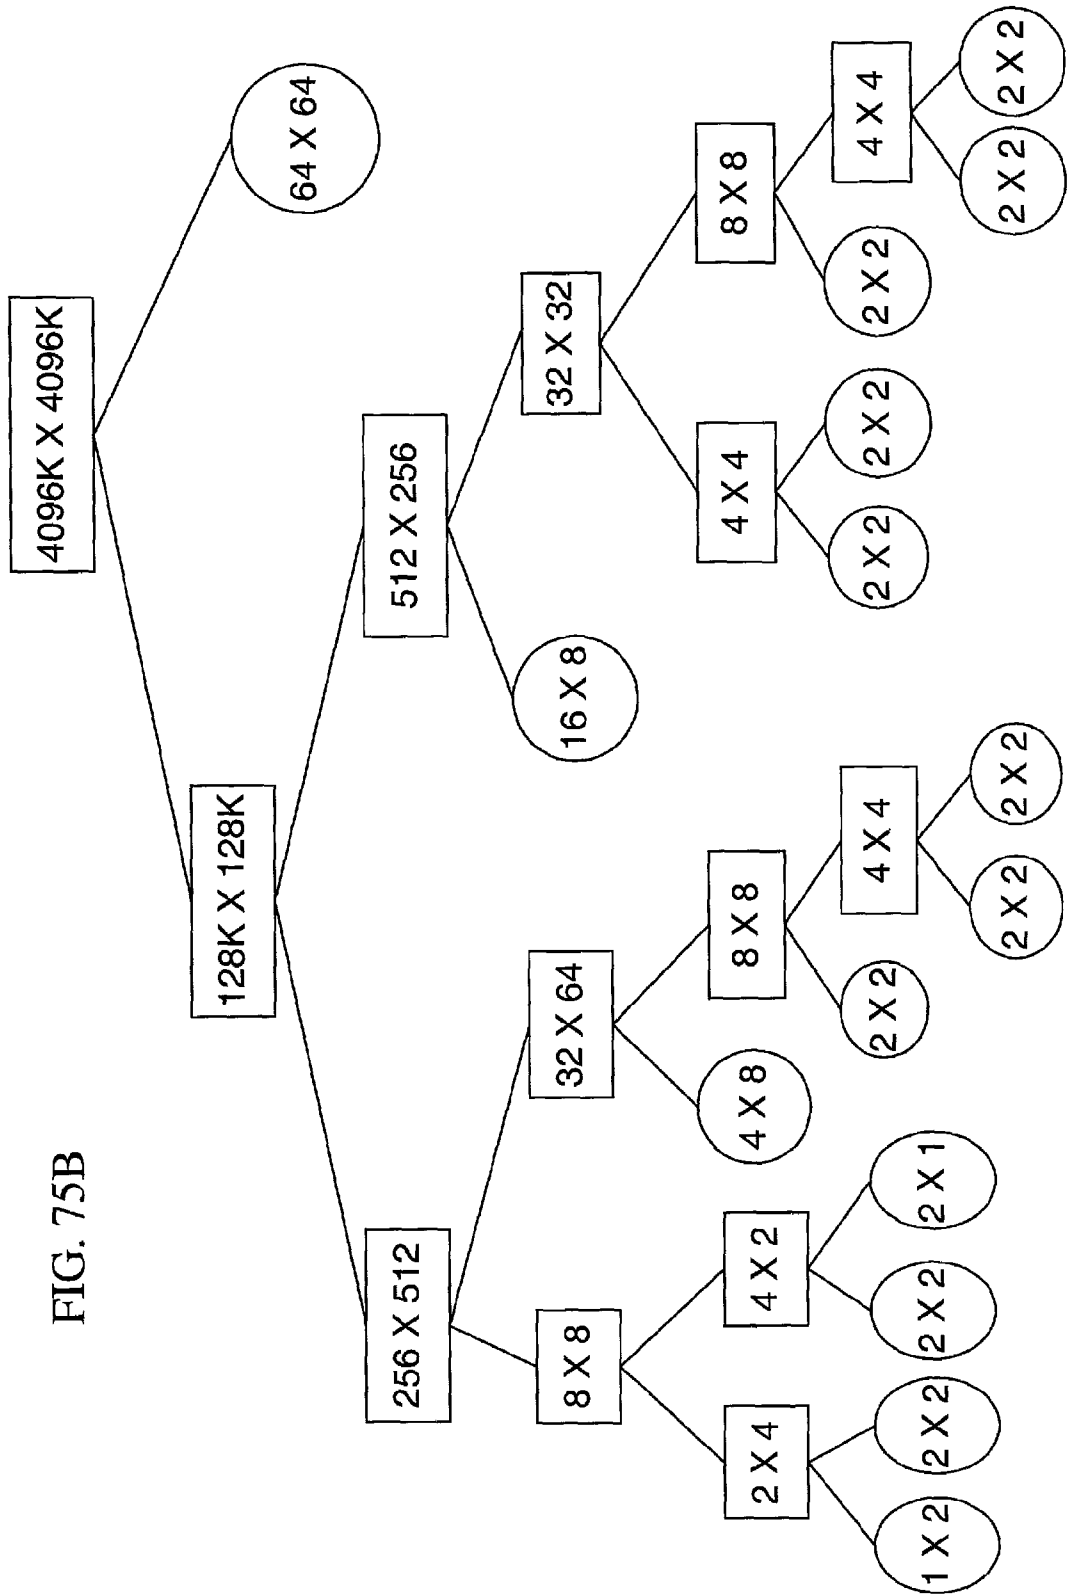 FIG. 75B
4096K X 4096K
128K X 128K
64 X 64
256 X 512
512 X 256
8 X 8
32 X 64
16 X 8
32 X 32
2 X 4
4 X 2
4 X 8
8 X 8
4 X 4
8 X 8
1 X 2
2 X 2
2 X 2
2 X 1
2 X 2
4 X 4
2 X 2
2 X 2
2 X 2
4 X 4
2 X 2
2 X 2
2 X 2
2 X 2